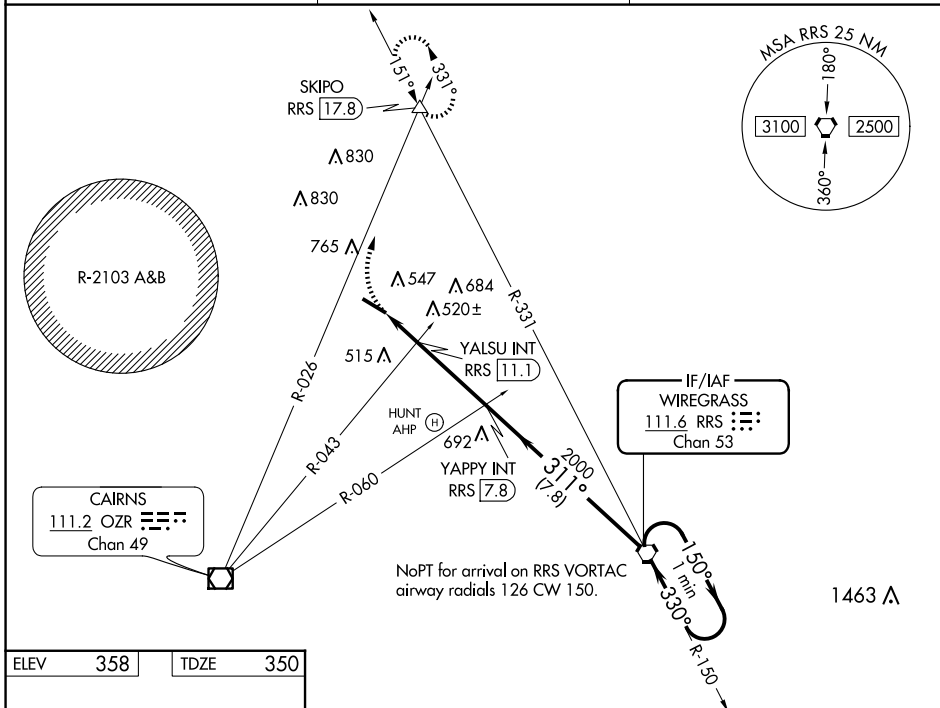 MSA RRS 25 NM
180°
3100
2500
360°
151°
331°
SKIPO
RRS 17.8
830
830
765
R-2103 A&B
547
684
520±
R-331
515
YALSU INT
RRS 11.1
R-026
IF/IAF
WIREGRASS
111.6 RRS
Chan 53
HUNT
AHP
H
692
R-043
YAPPY INT
RRS 7.8
2000
311°
(7.8)
R-060
CAIRNS
111.2 OZR
Chan 49
NoPT for arrival on RRS VORTAC
airway radials 126 CW 150.
150°
1 min
330°
R-150
1463
ELEV 358
TDZE 350